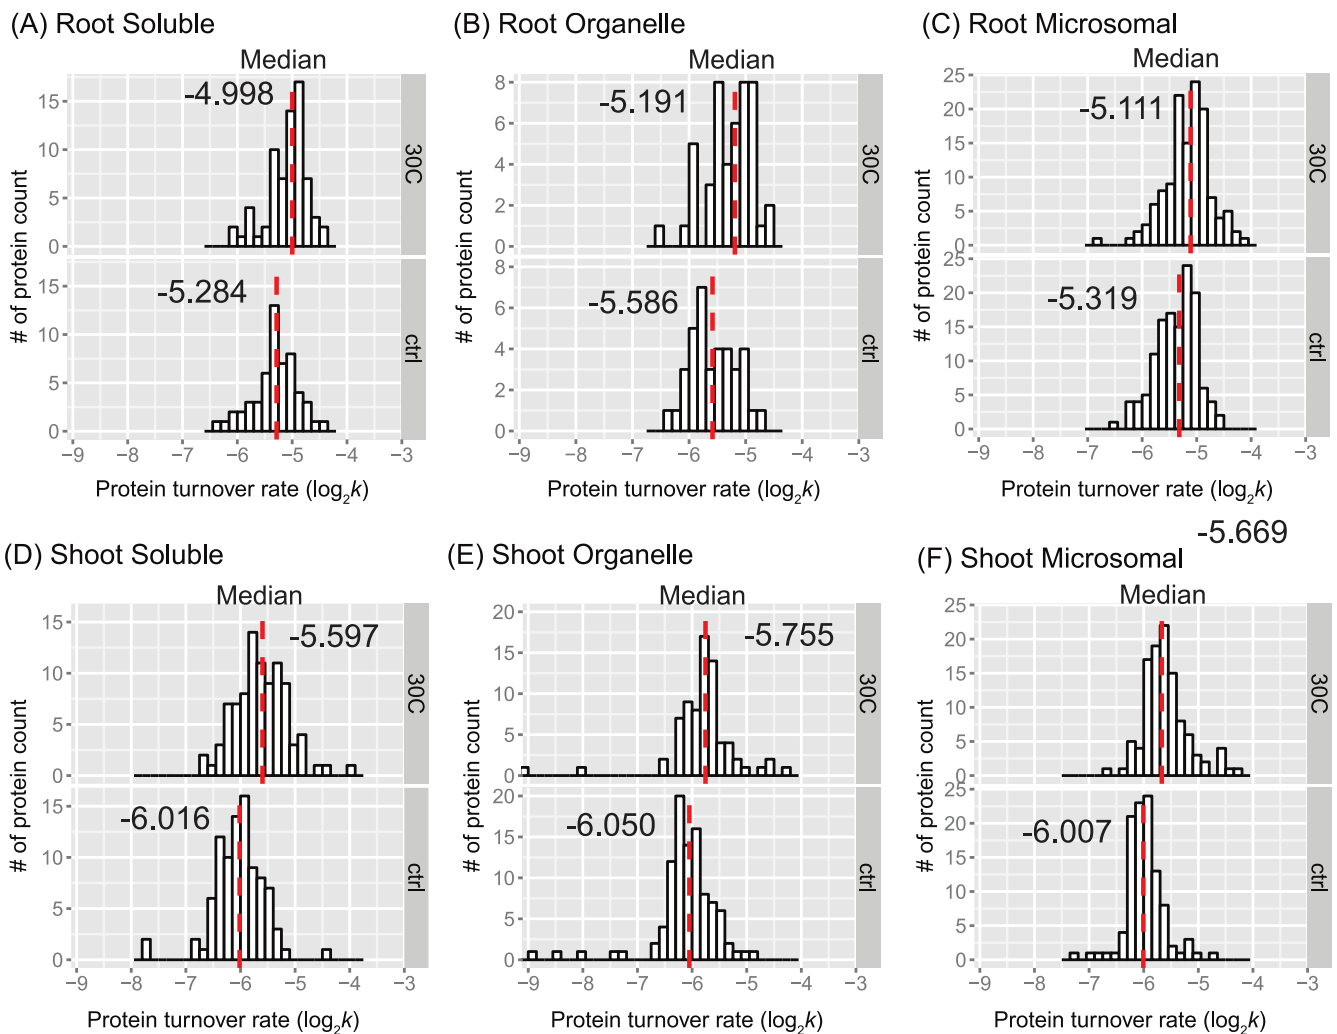 (A) Root Soluble
Median
-4.998
15
10
5
0
30C
-5.284
15
10
5
0
ctrl
# of protein count
−9 −8 −7 −6 −5 −4 −3
Protein turnover rate (log2k)
(B) Root Organelle
Median
-5.191
8
6
4
2
0
30C
-5.586
8
6
4
2
0
ctrl
# of protein count
−9 −8 −7 −6 −5 −4 −3
Protein turnover rate (log2k)
(C) Root Microsomal
Median
-5.111
25
20
15
10
5
0
30C
-5.319
25
20
15
10
5
0
ctrl
# of protein count
−9 −8 −7 −6 −5 −4 −3
Protein turnover rate (log2k)
(D) Shoot Soluble
Median
-5.597
15
10
5
0
30C
-6.016
15
10
5
0
ctrl
# of protein count
−9 −8 −7 −6 −5 −4 −3
Protein turnover rate (log2k)
(E) Shoot Organelle
Median
-5.755
20
15
10
5
0
30C
-6.050
20
15
10
5
0
ctrl
# of protein count
−9 −8 −7 −6 −5 −4 −3
Protein turnover rate (log2k)
-5.669
(F) Shoot Microsomal
Median
25
20
15
10
5
0
30C
-6.007
25
20
15
10
5
0
ctrl
# of protein count
−9 −8 −7 −6 −5 −4 −3
Protein turnover rate (log2k)